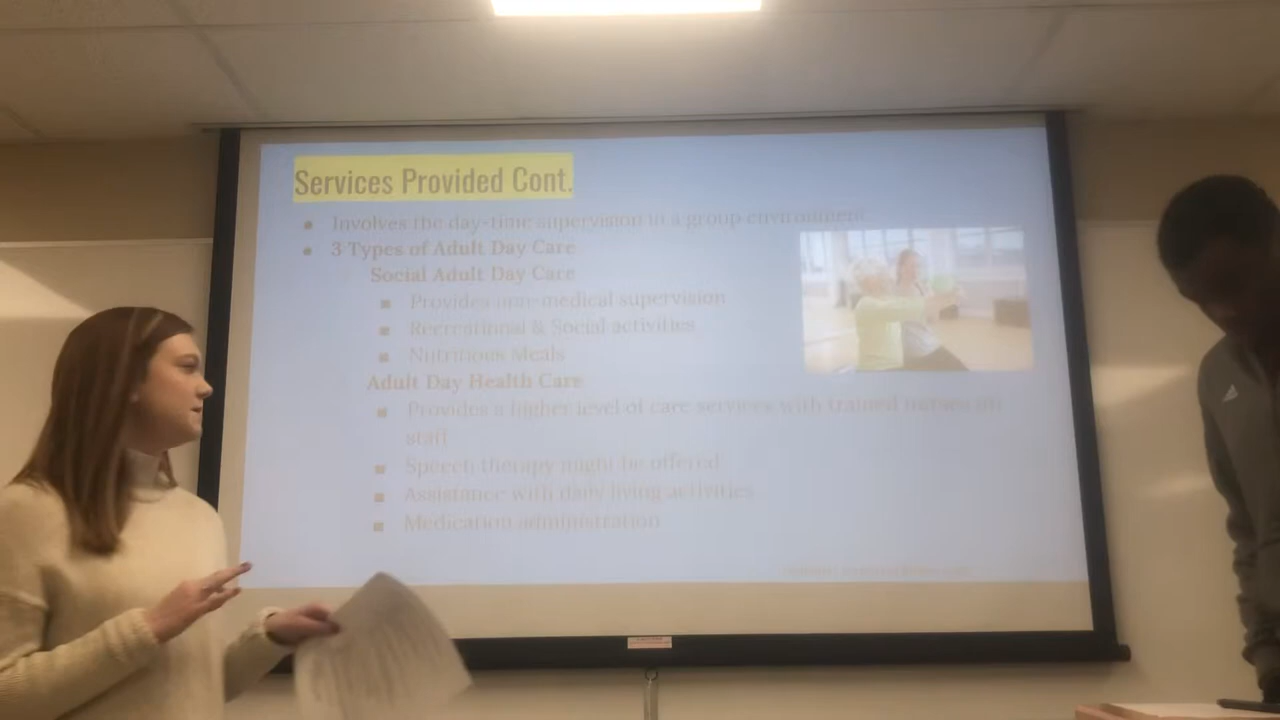 Services Provided Cont.
Involves the day-time supervision in a group environment
3 Types of Adult Day Care
Social Adult Day Care
Provides non-medical supervision
Recreational & Social activities
Nutritious Meals
Adult Day Health Care
Provides a higher level of care services with trained nurses on
staff
Speech therapy might be offered
Assistance with daily living activities
Medication administration